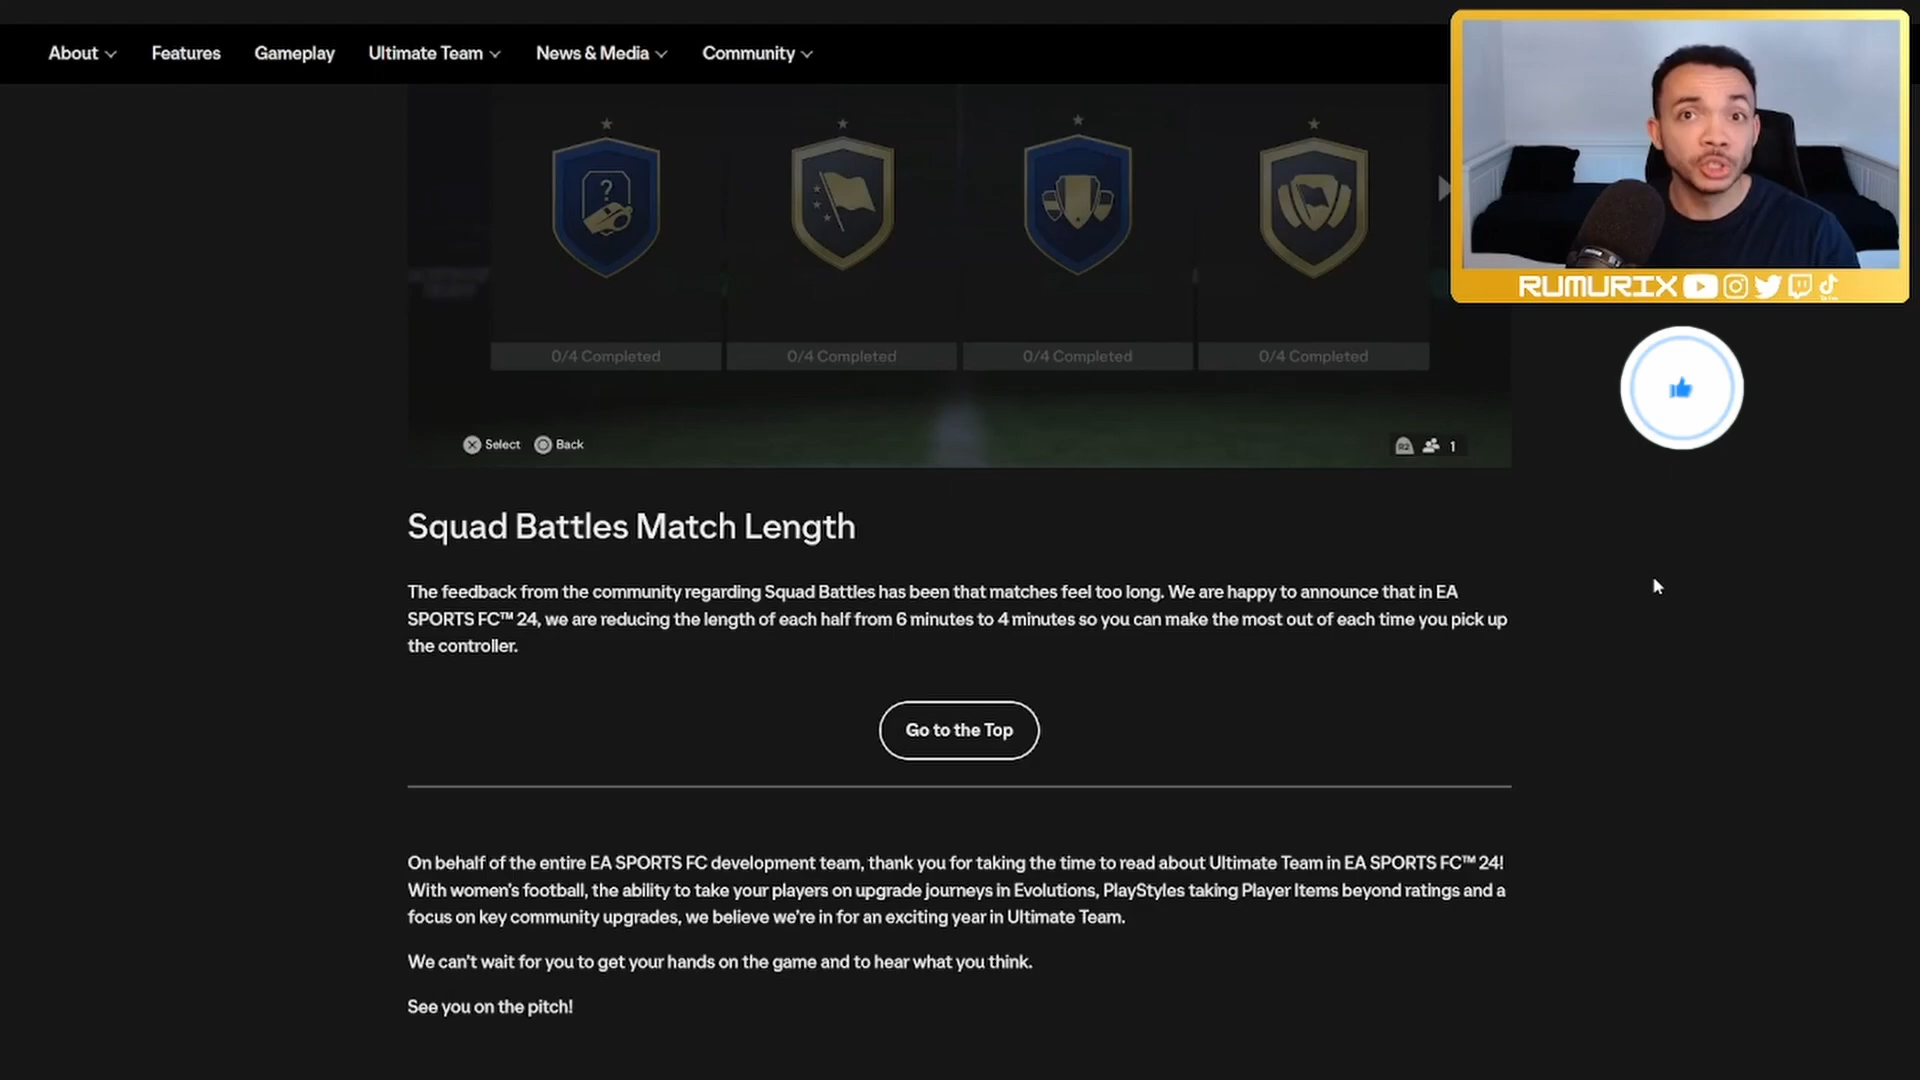 About
Features
Gameplay
Ultimate Team
News & Media
Community
RUMURIX
?
0/4 Completed
0/4 Completed
0/4 Completed
0/4 Completed
Select
Back
R2
1
Squad Battles Match Length
The feedback from the community regarding Squad Battles has been that matches feel too long. We are happy to announce that in EA
SPORTS FC™ 24, we are reducing the length of each half from 6 minutes to 4 minutes so you can make the most out of each time you pick up
the controller.
Go to the Top
On behalf of the entire EA SPORTS FC development team, thank you for taking the time to read about Ultimate Team in EA SPORTS FC™ 24!
With women's football, the ability to take your players on upgrade journeys in Evolutions, PlayStyles taking Player Items beyond ratings and a
focus on key community upgrades, we believe we're in for an exciting year in Ultimate Team.
We can't wait for you to get your hands on the game and to hear what you think.
See you on the pitch!